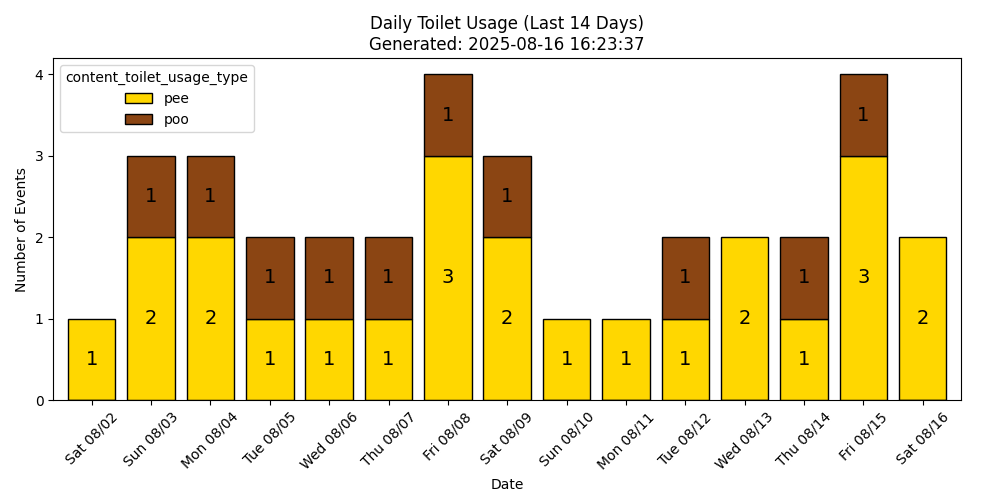 Daily Toilet Usage (Last 14 Days)
Generated: 2025-08-16 16:23:37
content_toilet_usage_type
pee
poo
Number of Events
4
3
2
1
0
1
2
1
2
1
1
1
1
1
1
1
3
1
2
1
1
1
1
1
2
1
1
3
1
2
Sat 08/02
Sun 08/03
Mon 08/04
Tue 08/05
Wed 08/06
Thu 08/07
Fri 08/08
Sat 08/09
Sun 08/10
Mon 08/11
Tue 08/12
Wed 08/13
Thu 08/14
Fri 08/15
Sat 08/16
Date